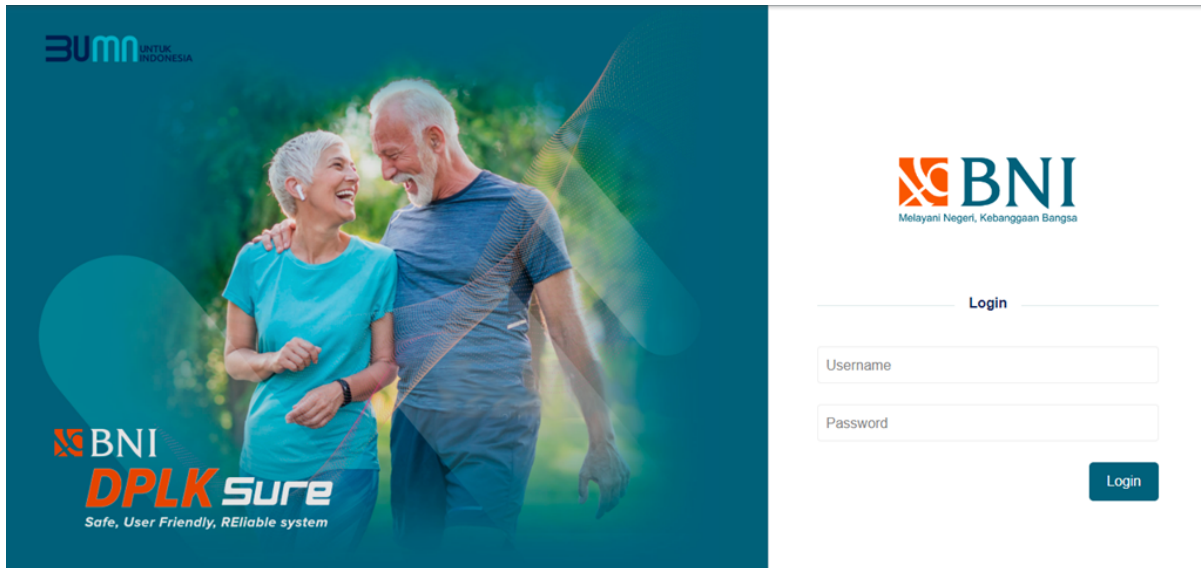 BUMN UNTUK
INDONESIA
BNI
DPLK Sure
Safe, User Friendly, REliable system
BNI
Melayani Negeri, Kebanggaan Bangsa
Login
Username
Password
Login